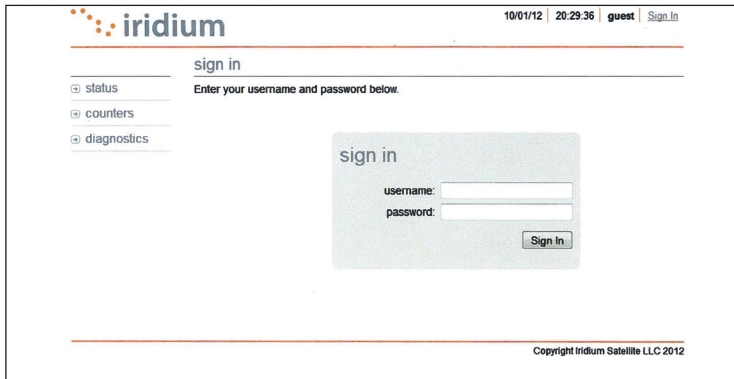 iridium
10/01/12 20:29:36 guest Sign In
sign in
status
counters
diagnostics
Enter your username and password below.
sign in
username:
password:
Sign In
Copyright Iridium Satellite LLC 2012